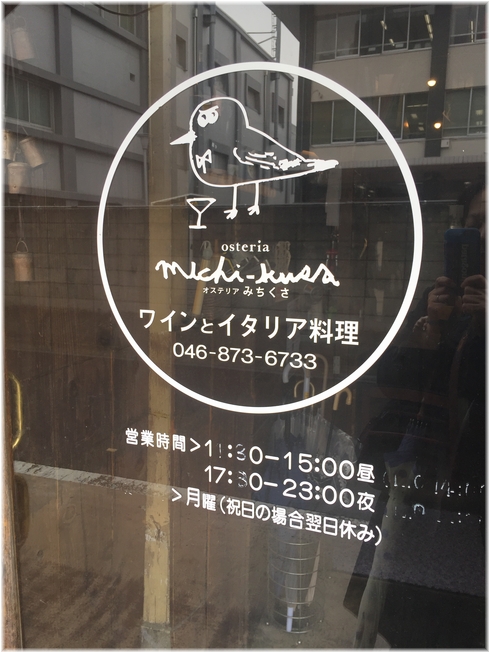 osteria
michi-kusa
オステリア みちくさ
ワインとイタリア料理
046-873-6733
営業時間>11:30-15:00昼
17:30-23:00夜
>月曜(祝日の場合翌日休み)